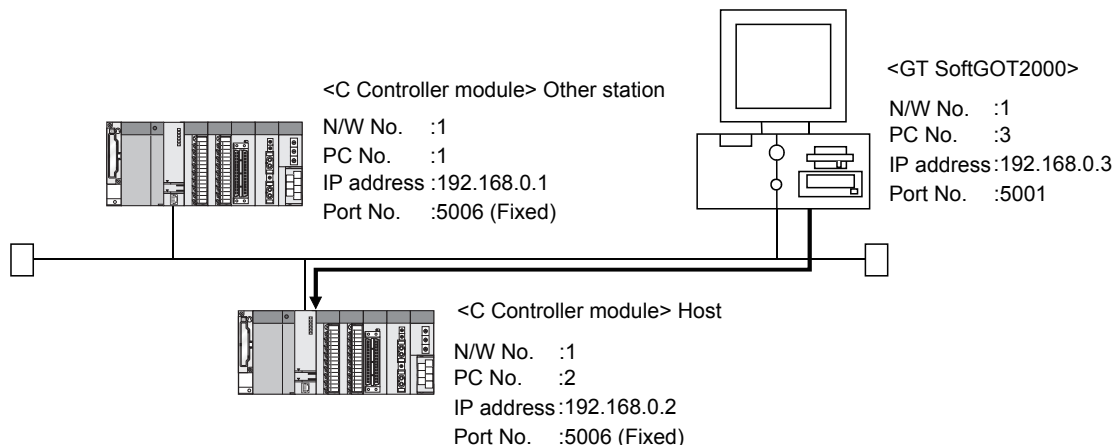 <C Controller module> Other station
N/W No. :1
PC No. :1
IP address :192.168.0.1
Port No. :5006 (Fixed)
<GT SoftGOT2000>
N/W No. :1
PC No. :3
IP address :192.168.0.3
Port No. :5001
<C Controller module> Host
N/W No. :1
PC No. :2
IP address :192.168.0.2
Port No. :5006 (Fixed)